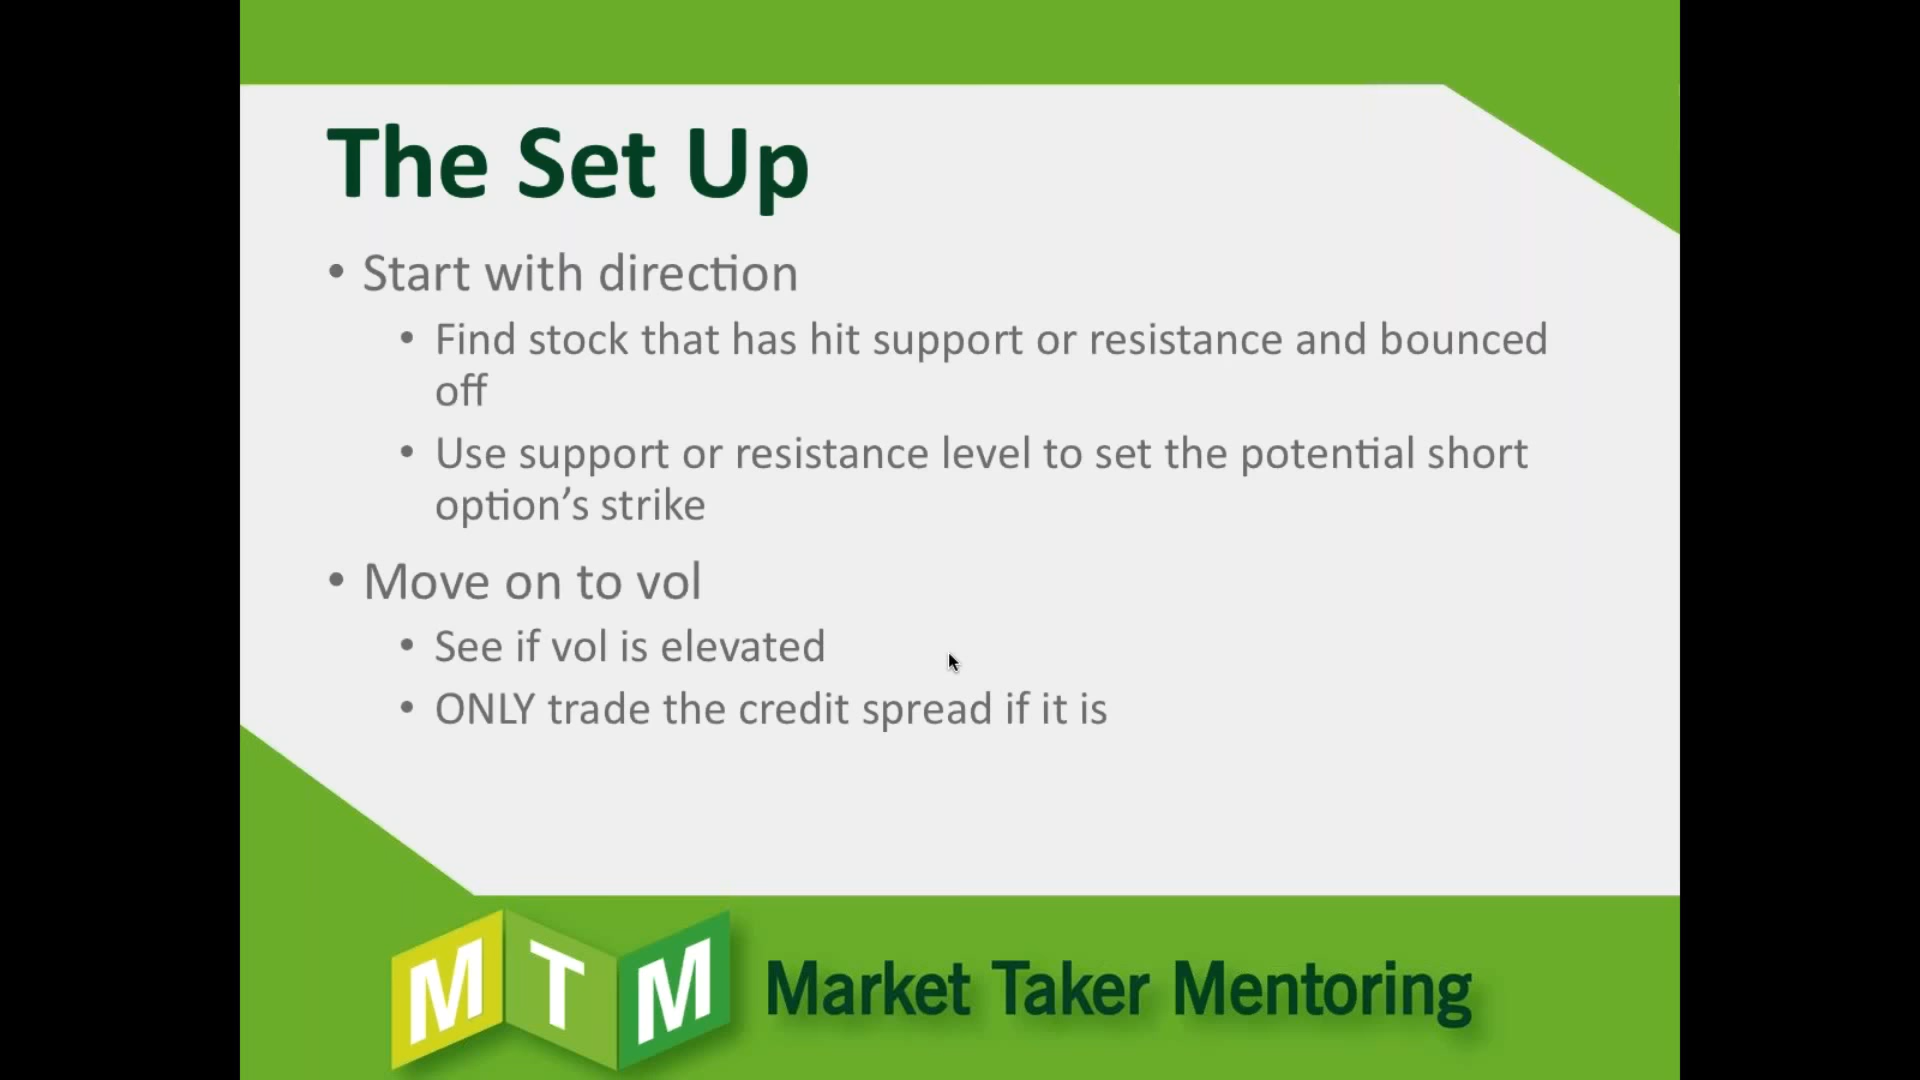 The Set Up
• Start with direction
• Find stock that has hit support or resistance and bounced
off
• Use support or resistance level to set the potential short
option’s strike
• Move on to vol
• See if vol is elevated
• ONLY trade the credit spread if it is
MTM Market Taker Mentoring